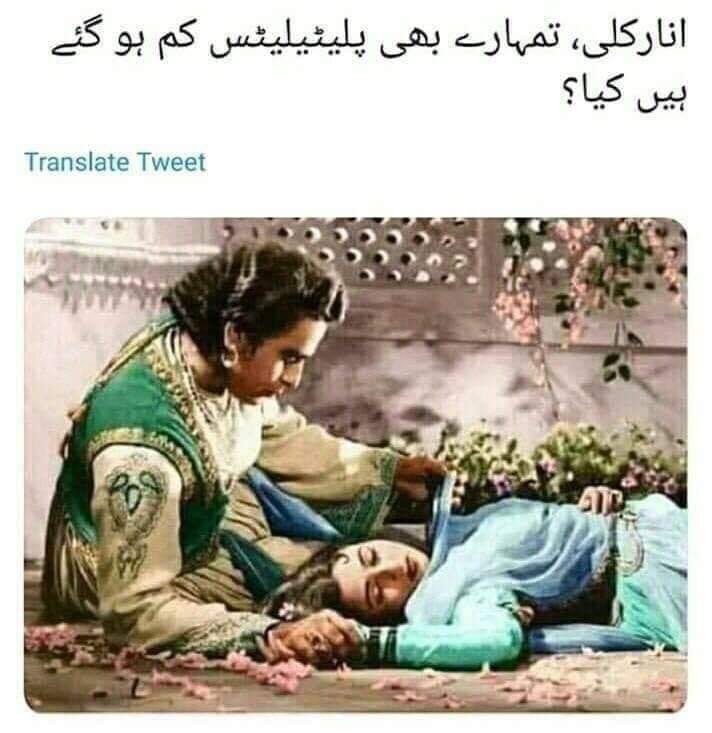 انارکلی، تمہارے بھی پلیٹیلیٹس کم ہو گئے
ہیں کیا؟
Translate Tweet